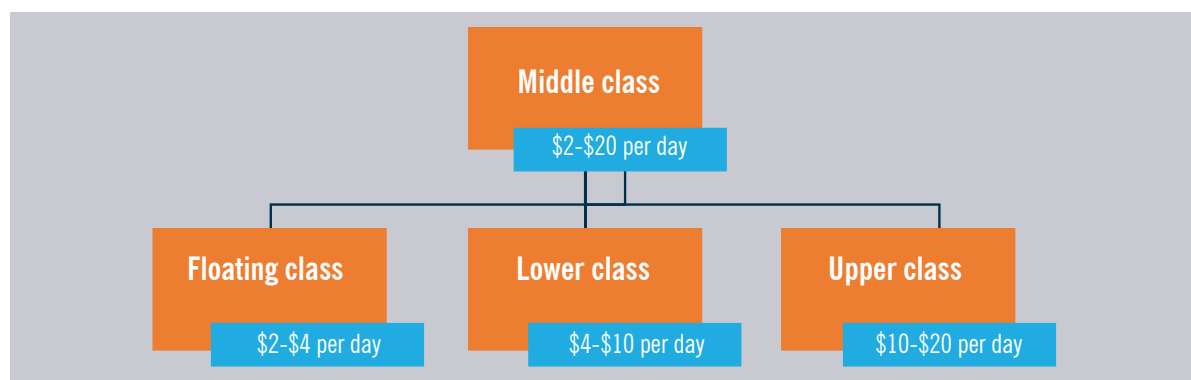 Middle class
$2-$20 per day
Floating class
$2-$4 per day
Lower class
$4-$10 per day
Upper class
$10-$20 per day